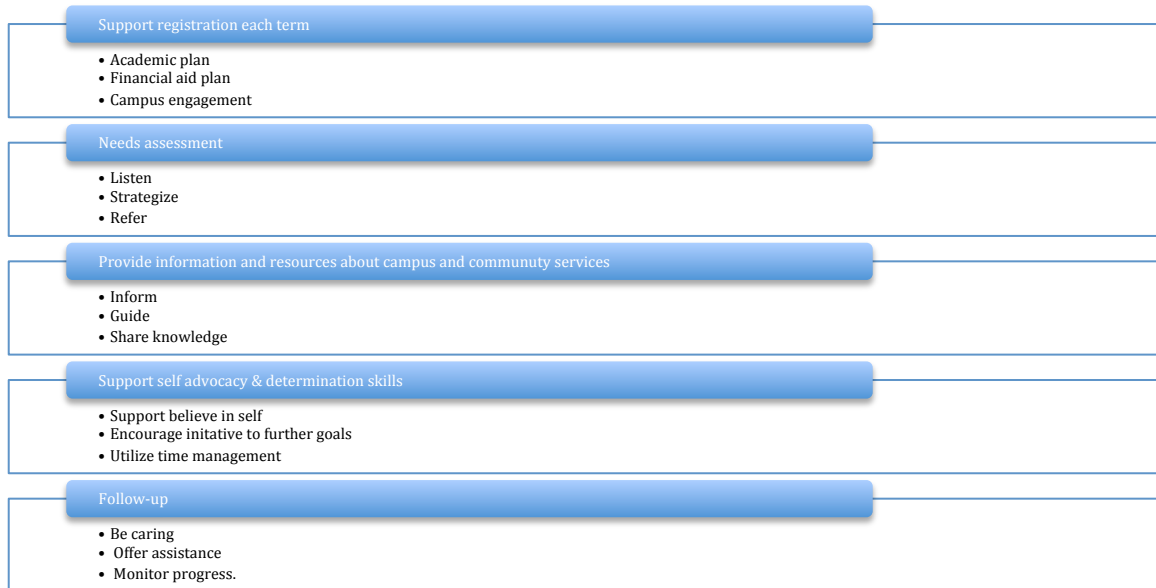 Support registration each term
• Academic plan
• Financial aid plan
• Campus engagement
Needs assessment
• Listen
• Strategize
• Refer
Provide information and resources about campus and communuty services
• Inform
• Guide
• Share knowledge
Support self advocacy & determination skills
• Support believe in self
• Encourage initative to further goals
• Utilize time management
Follow-up
• Be caring
• Offer assistance
• Monitor progress.